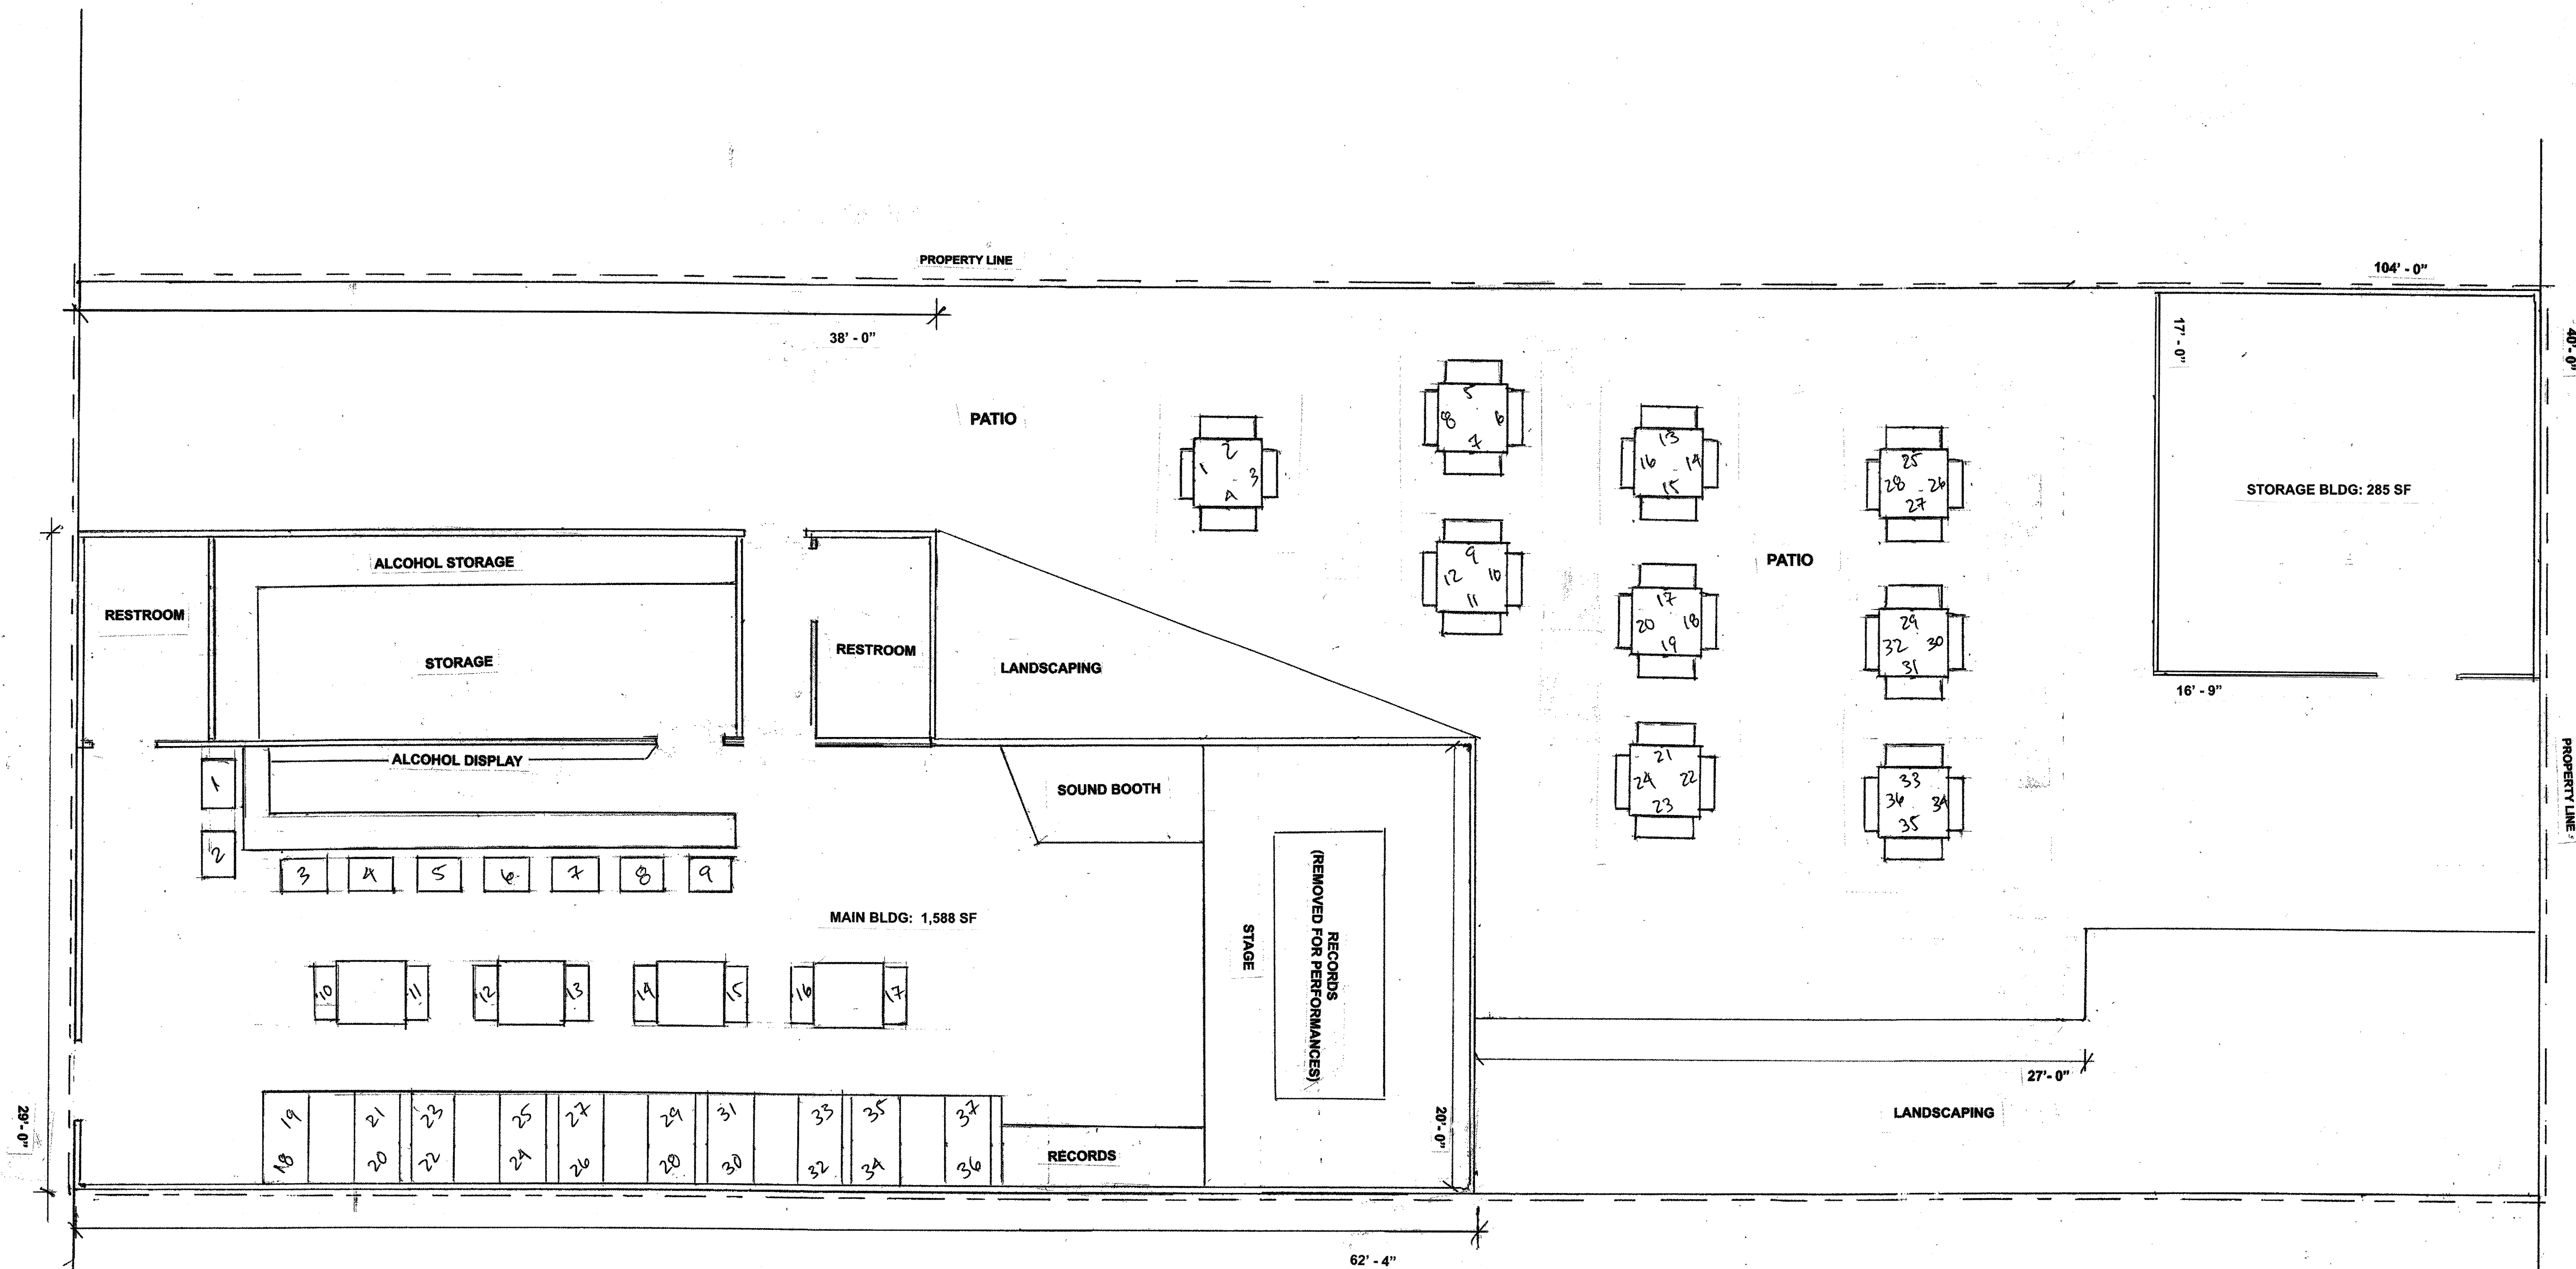 PROPERTY LINE
104' - 0"
38' - 0"
17' - 0"
40' - 0"
PATIO
5
8 6
7
2
1 3
4
13
16 14
15
25
28 26
27
STORAGE BLDG: 285 SF
ALCOHOL STORAGE
RESTROOM
STORAGE
RESTROOM
LANDSCAPING
9
12 10
11
PATIO
17
20 18
19
29
32 30
31
16' - 9"
PROPERTY LINE
ALCOHOL DISPLAY
SOUND BOOTH
21
24 22
23
33
36 34
35
1
2
3 4 5 6 7 8 9
MAIN BLDG: 1,588 SF
STAGE
RECORDS
(REMOVED FOR PERFORMANCES)
10 11 12 13 14 15 16 17
27'- 0"
29'- 0"
19 21 23 25 27 29 31 33 35 37
18 20 22 24 26 28 30 32 34 36
RECORDS
20'- 0"
LANDSCAPING
62' - 4"